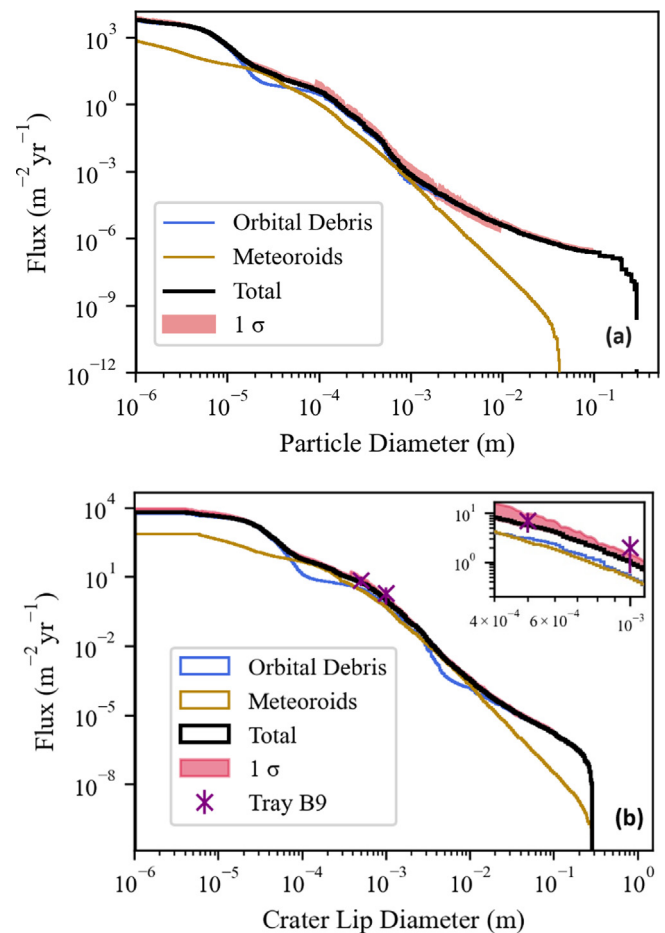 10³
10⁰
10⁻³
10⁻⁶
10⁻⁹
10⁻¹²
Flux (m⁻² yr⁻¹)
Orbital Debris
Meteoroids
Total
1 σ
(a)
10⁻⁶ 10⁻⁵ 10⁻⁴ 10⁻³ 10⁻² 10⁻¹
Particle Diameter (m)
10⁴
10¹
10⁻²
10⁻⁵
10⁻⁸
Flux (m⁻² yr⁻¹)
10¹
10⁰
4 × 10⁻⁴ 6 × 10⁻⁴ 10⁻³
Orbital Debris
Meteoroids
Total
1 σ
Tray B9
(b)
10⁻⁶ 10⁻⁵ 10⁻⁴ 10⁻³ 10⁻² 10⁻¹ 10⁰
Crater Lip Diameter (m)